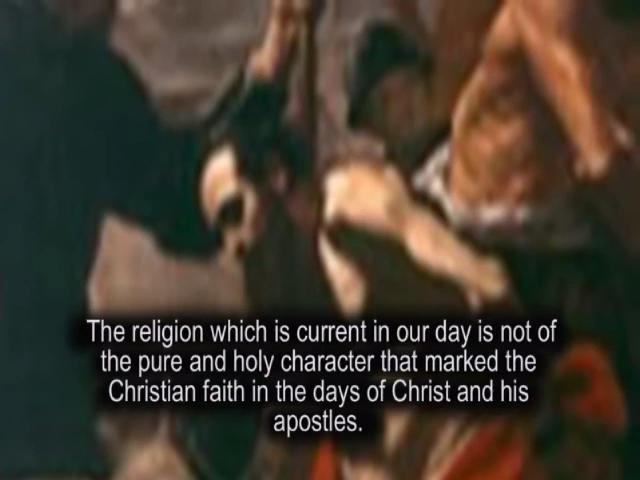 The religion which is current in our day is not of
the pure and holy character that marked the
Christian faith in the days of Christ and his
apostles.